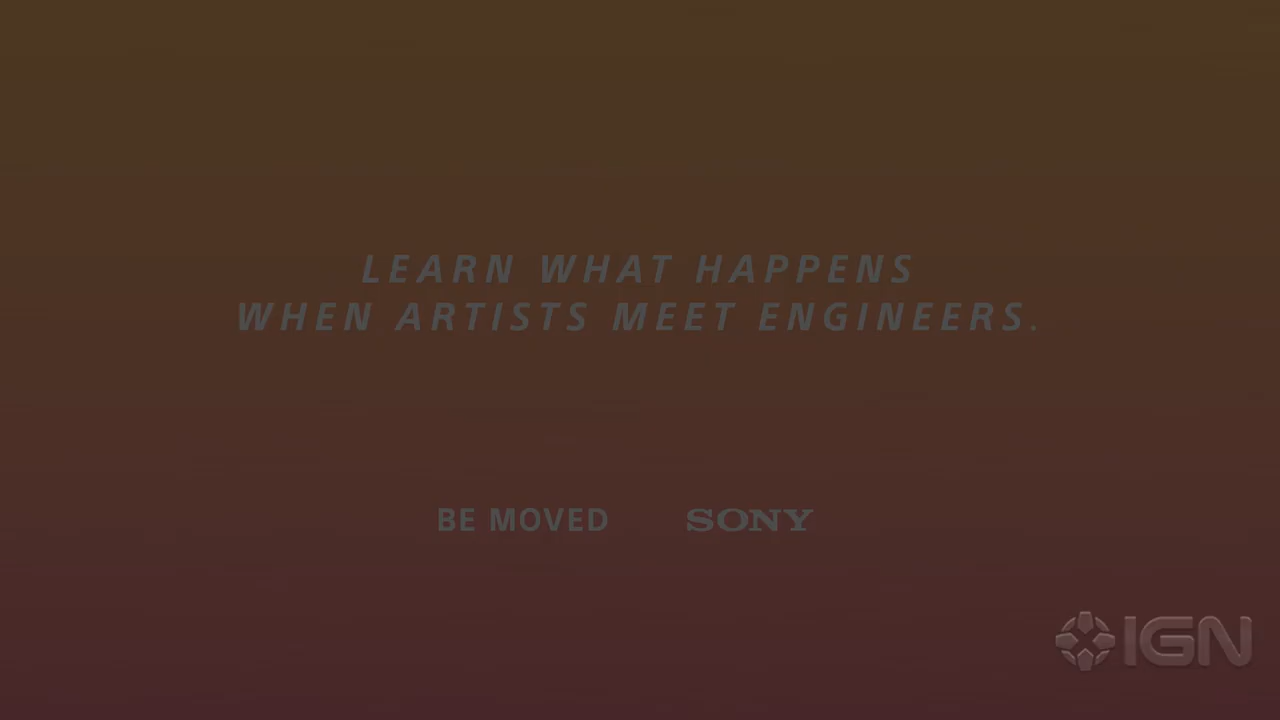 LEARN WHAT HAPPENS
WHEN ARTISTS MEET ENGINEERS.
BE MOVED SONY
IGN